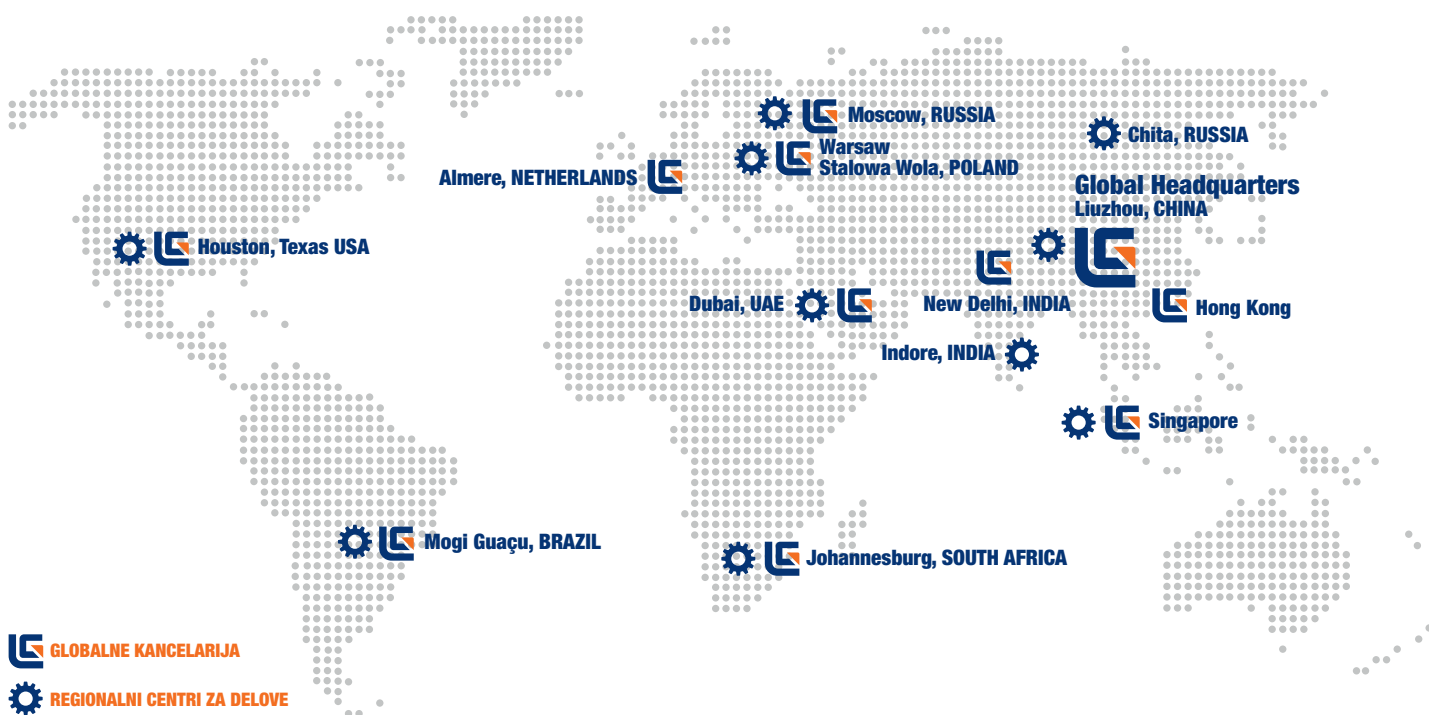 Moscow, RUSSIA
Chita, RUSSIA
Warsaw
Stalowa Wola, POLAND
Almere, NETHERLANDS
Global Headquarters
Liuzhou, CHINA
Houston, Texas USA
Dubai, UAE
New Delhi, INDIA
Hong Kong
Indore, INDIA
Singapore
Mogi Guaçu, BRAZIL
Johannesburg, SOUTH AFRICA
GLOBALNE KANCELARIJA
REGIONALNI CENTRI ZA DELOVE